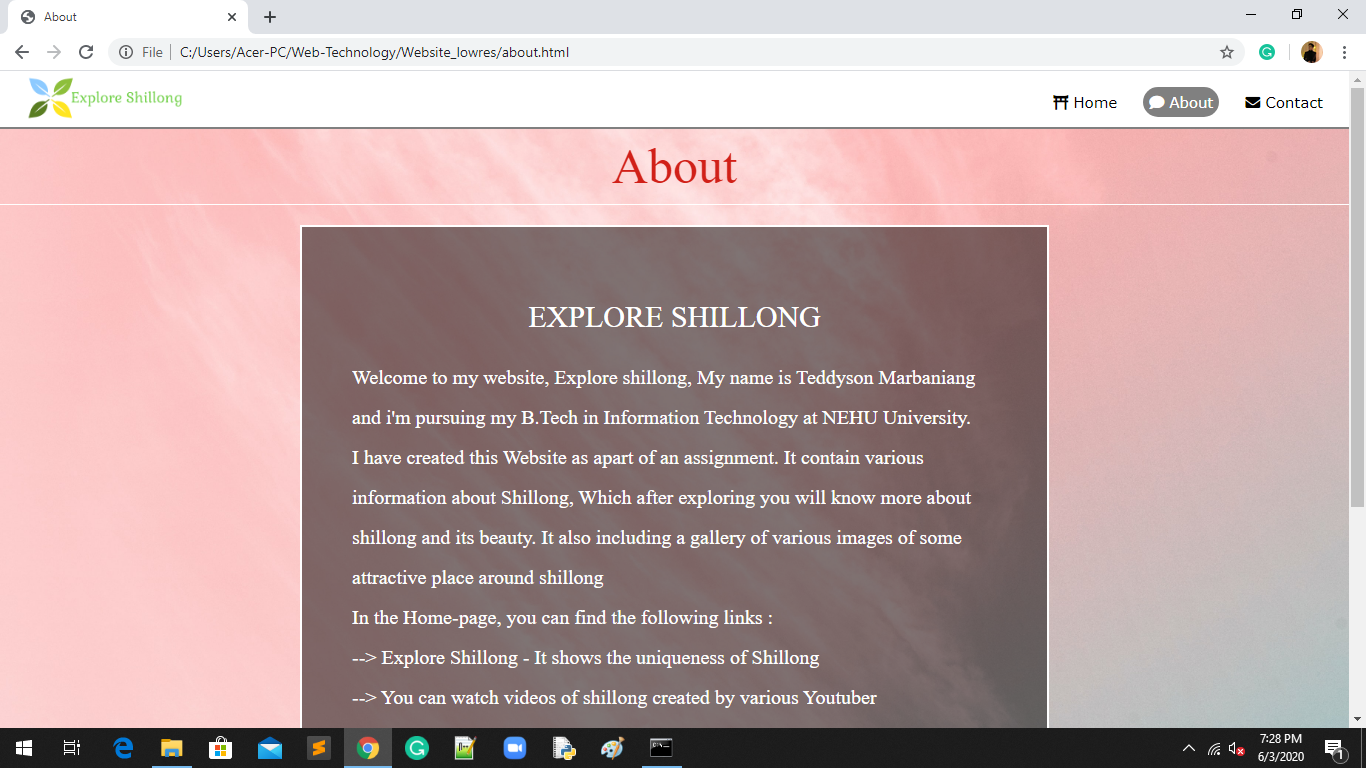 About
File
C:/Users/Acer-PC/Web-Technology/Website_lowres/about.html
Explore Shillong
Home
About
Contact
About
EXPLORE SHILLONG
Welcome to my website, Explore shillong, My name is Teddyson Marbaniang
and i'm pursuing my B.Tech in Information Technology at NEHU University.
I have created this Website as apart of an assignment. It contain various
information about Shillong, Which after exploring you will know more about
shillong and its beauty. It also including a gallery of various images of some
attractive place around shillong
In the Home-page, you can find the following links :
--> Explore Shillong - It shows the uniqueness of Shillong
--> You can watch videos of shillong created by various Youtuber
7:28 PM
6/3/2020
1